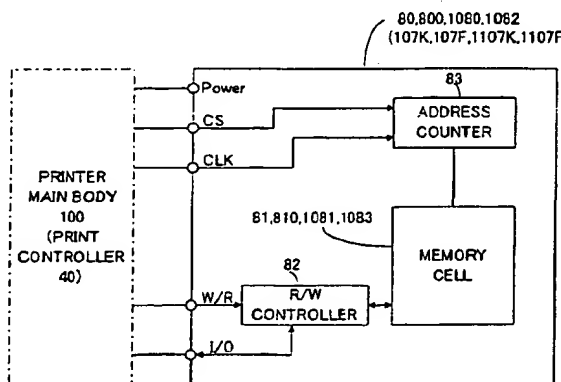 80,800,1080,1082
(107K,107F,1107K,1107F
83
Power
CS
ADDRESS
COUNTER
CLK
PRINTER
MAIN BODY
100
(PRINT
CONTROLLER
40)
81,810,1081,1083
MEMORY
CELL
82
W/R
R/W
CONTROLLER
I/O